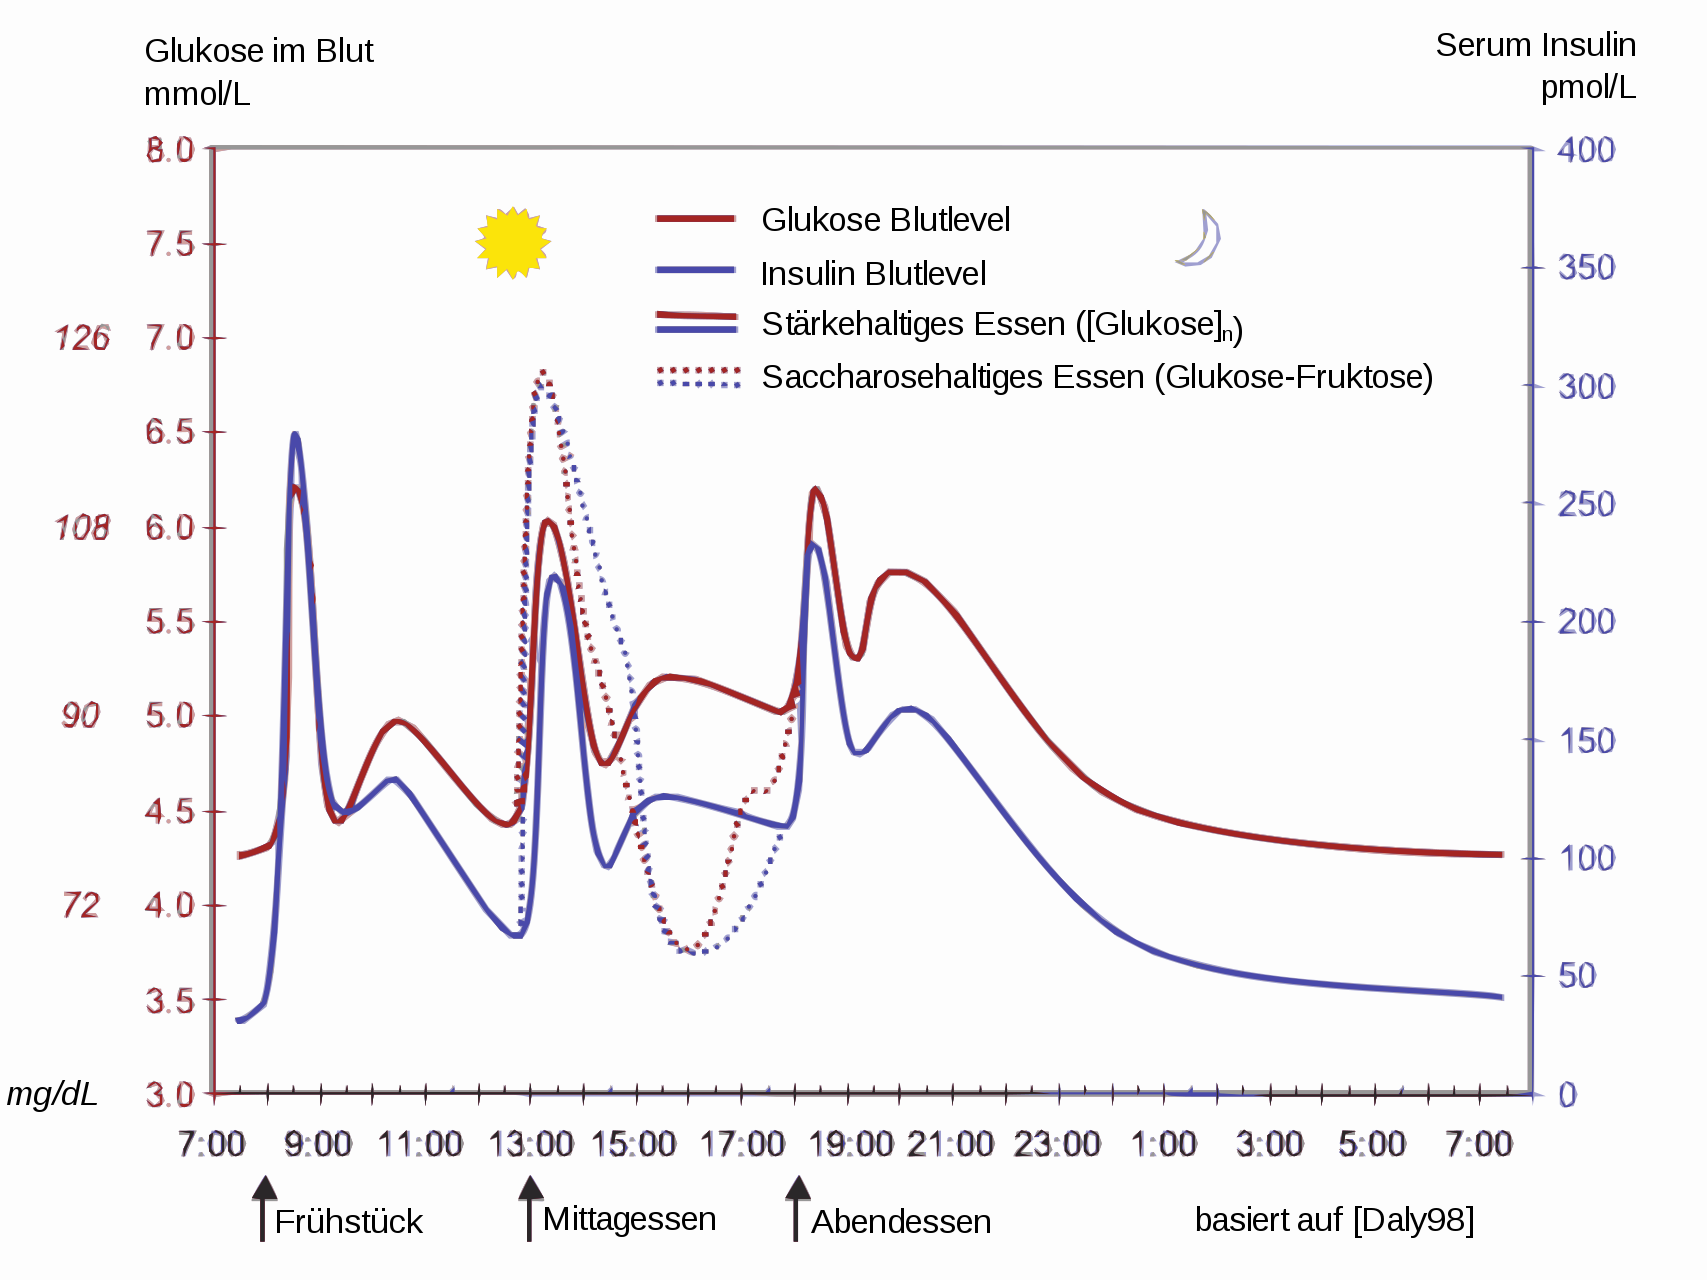 Glukose im Blut
mmol/L
Serum Insulin
pmol/L
8.0
7.5
7.0
6.5
6.0
5.5
5.0
4.5
4.0
3.5
3.0
126
108
90
72
mg/dL
400
350
300
250
200
150
100
50
0
Glukose Blutlevel
Insulin Blutlevel
Stärkehaltiges Essen ([Glukose]n)
Saccharosehaltiges Essen (Glukose-Fruktose)
7:00 9:00 11:00 13:00 15:00 17:00 19:00 21:00 23:00 1:00 3:00 5:00 7:00
Frühstück
Mittagessen
Abendessen
basiert auf [Daly98]